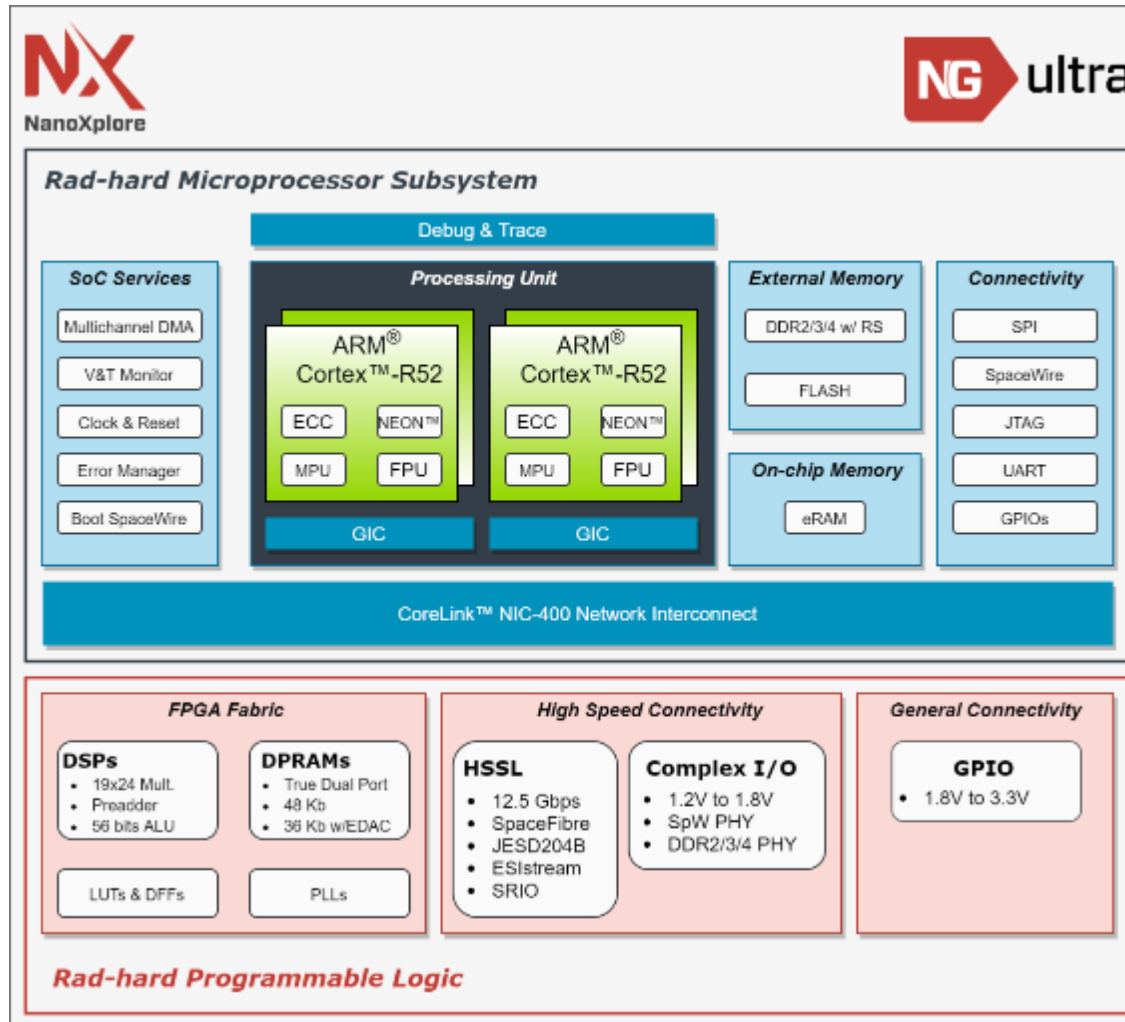 NX
NanoXplore
NG ultra
Rad-hard Microprocessor Subsystem
Debug & Trace
SoC Services
Multichannel DMA
V&T Monitor
Clock & Reset
Error Manager
Boot SpaceWire
Processing Unit
ARM®
Cortex™-R52
ECC
NEON™
MPU
FPU
GIC
ARM®
Cortex™-R52
ECC
NEON™
MPU
FPU
GIC
External Memory
DDR2/3/4 w/ RS
FLASH
On-chip Memory
eRAM
Connectivity
SPI
SpaceWire
JTAG
UART
GPIOs
CoreLink™ NIC-400 Network Interconnect
FPGA Fabric
DSPs
• 19x24 Mult.
• Preadder
• 56 bits ALU
DPRAMs
• True Dual Port
• 48 Kb
• 36 Kb w/EDAC
LUTs & DFFs
PLLs
High Speed Connectivity
HSSL
• 12.5 Gbps
• SpaceFibre
• JESD204B
• ESIstream
• SRIO
Complex I/O
• 1.2V to 1.8V
• SpW PHY
• DDR2/3/4 PHY
General Connectivity
GPIO
• 1.8V to 3.3V
Rad-hard Programmable Logic